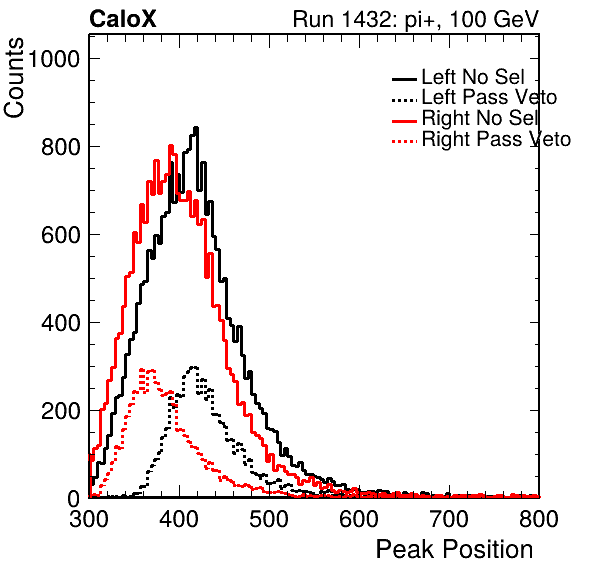 CaloX Run 1432: pi+, 100 GeV
Counts
1000
800
600
400
200
0
Left No Sel
Left Pass Veto
Right No Sel
Right Pass Veto
300 400 500 600 700 800
Peak Position